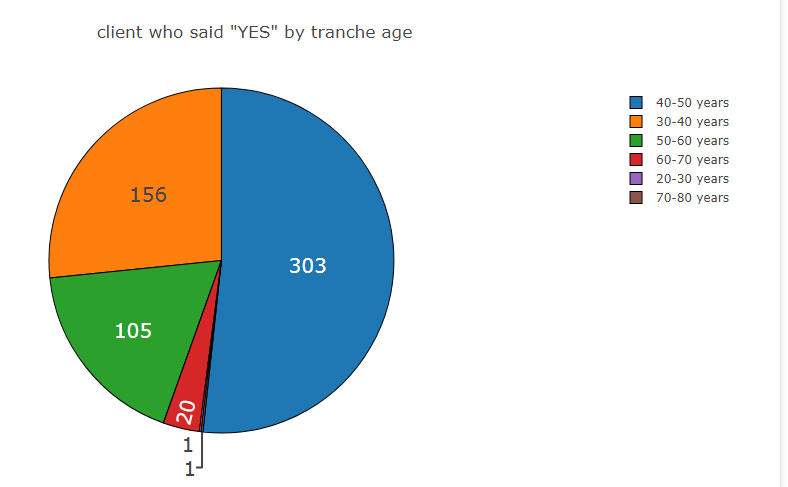 client who said "YES" by tranche age
40-50 years
30-40 years
50-60 years
60-70 years
20-30 years
70-80 years
156
303
105
20
1
1